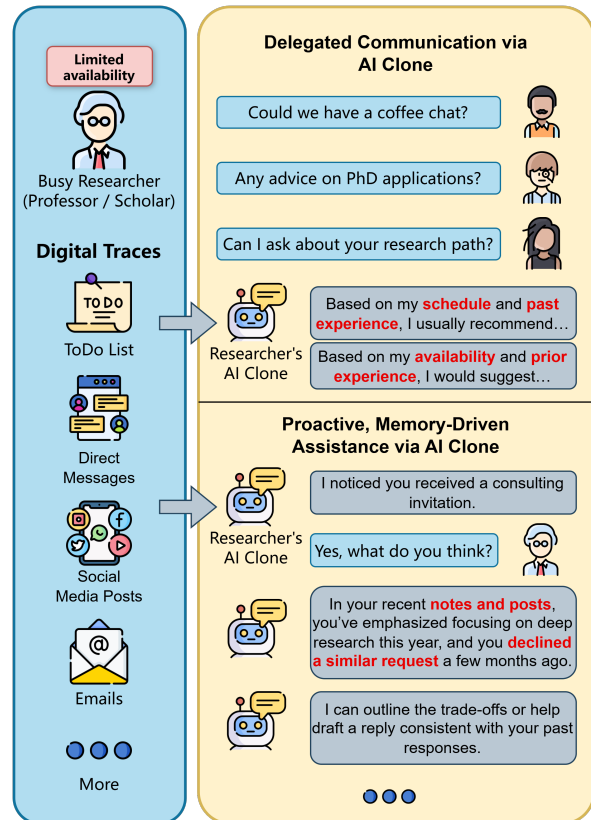 Limited
availability
Busy Researcher
(Professor / Scholar)
Digital Traces
TO DO
ToDo List
Direct
Messages
Social
Media Posts
@
Emails
More
Delegated Communication via
AI Clone
Could we have a coffee chat?
Any advice on PhD applications?
Can I ask about your research path?
Researcher's
AI Clone
Based on my schedule and past
experience, I usually recommend…
Based on my availability and prior
experience, I would suggest…
Proactive, Memory-Driven
Assistance via AI Clone
Researcher's
AI Clone
I noticed you received a consulting
invitation.
Yes, what do you think?
In your recent notes and posts,
you've emphasized focusing on deep
research this year, and you declined
a similar request a few months ago.
I can outline the trade-offs or help
draft a reply consistent with your past
responses.